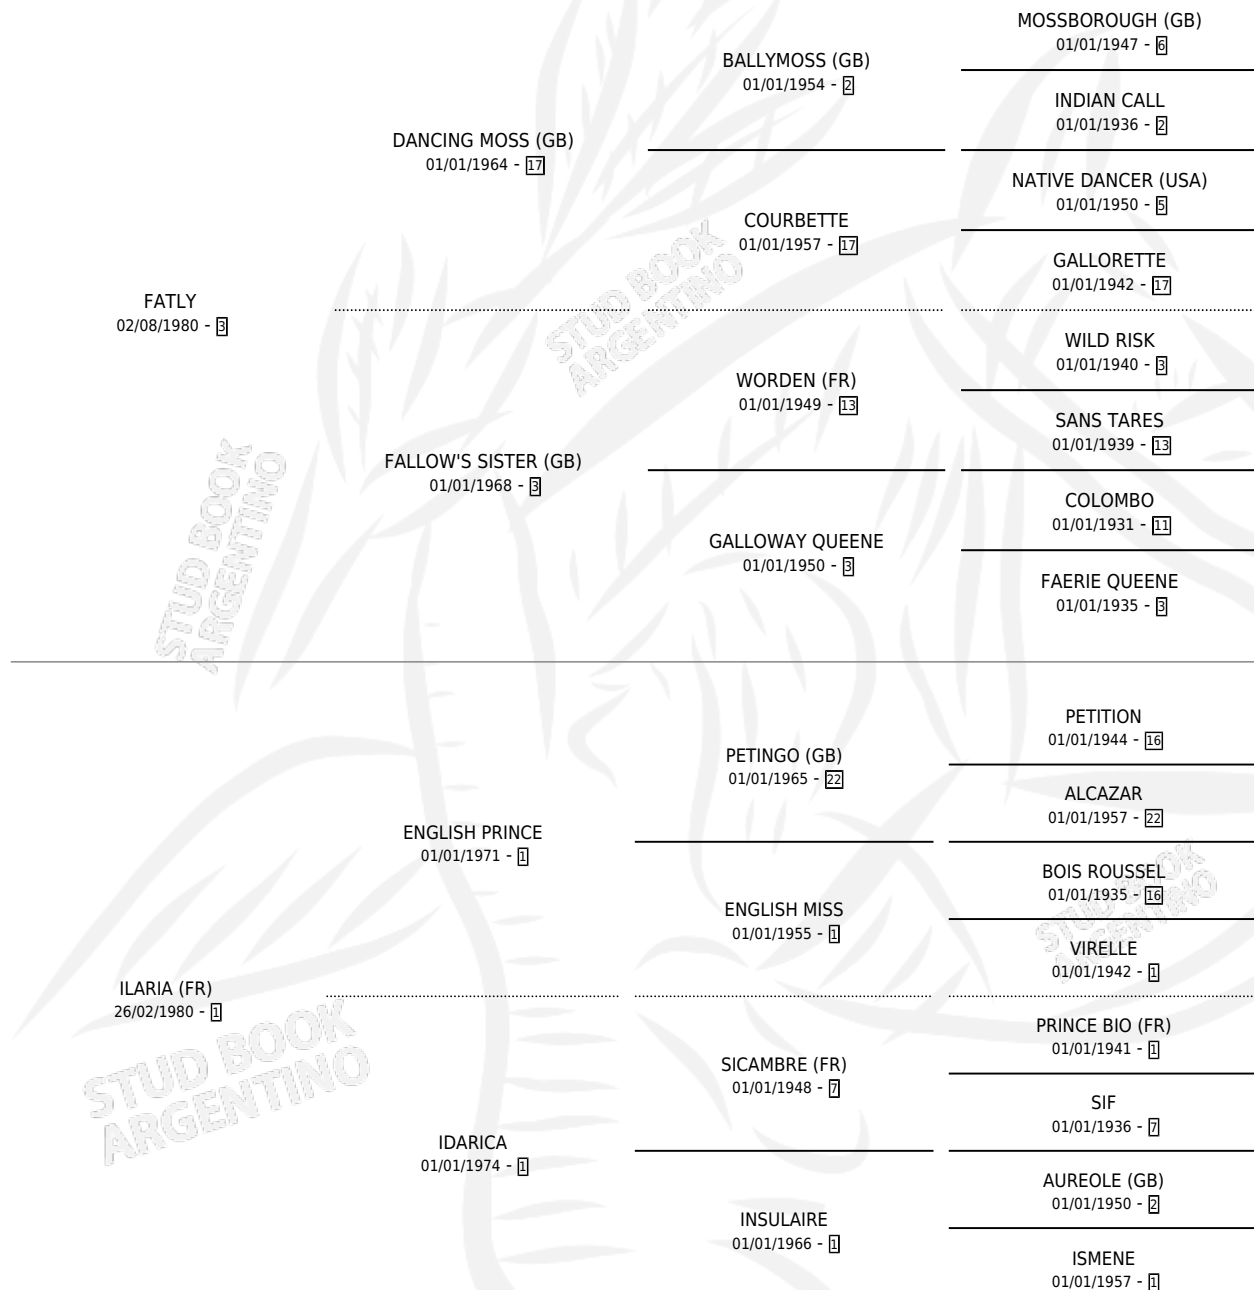 MOSSBOROUGH (GB)
01/01/1947 - 6
BALLYMOSS (GB)
01/01/1954 - 2
INDIAN CALL
01/01/1936 - 2
DANCING MOSS (GB)
01/01/1964 - 17
NATIVE DANCER (USA)
01/01/1950 - 5
COURBETTE
01/01/1957 - 17
GALLORETTE
01/01/1942 - 17
FATLY
02/08/1980 - 3
WILD RISK
01/01/1940 - 3
WORDEN (FR)
01/01/1949 - 13
SANS TARES
01/01/1939 - 13
FALLOW'S SISTER (GB)
01/01/1968 - 3
COLOMBO
01/01/1931 - 11
GALLOWAY QUEENE
01/01/1950 - 3
FAERIE QUEENE
01/01/1935 - 3
PETITION
01/01/1944 - 16
PETINGO (GB)
01/01/1965 - 22
ALCAZAR
01/01/1957 - 22
ENGLISH PRINCE
01/01/1971 - 1
BOIS ROUSSEL
01/01/1935 - 16
ENGLISH MISS
01/01/1955 - 1
VIRELLE
01/01/1942 - 1
ILARIA (FR)
26/02/1980 - 1
PRINCE BIO (FR)
01/01/1941 - 1
SICAMBRE (FR)
01/01/1948 - 7
SIF
01/01/1936 - 7
IDARICA
01/01/1974 - 1
AUREOLE (GB)
01/01/1950 - 2
INSULAIRE
01/01/1966 - 1
ISMENE
01/01/1957 - 1
STUD BOOK
ARGENTINO
STUD BOOK
ARGENTINO
STUD BOOK
ARGENTINO
STUD BOOK
ARGENTINO